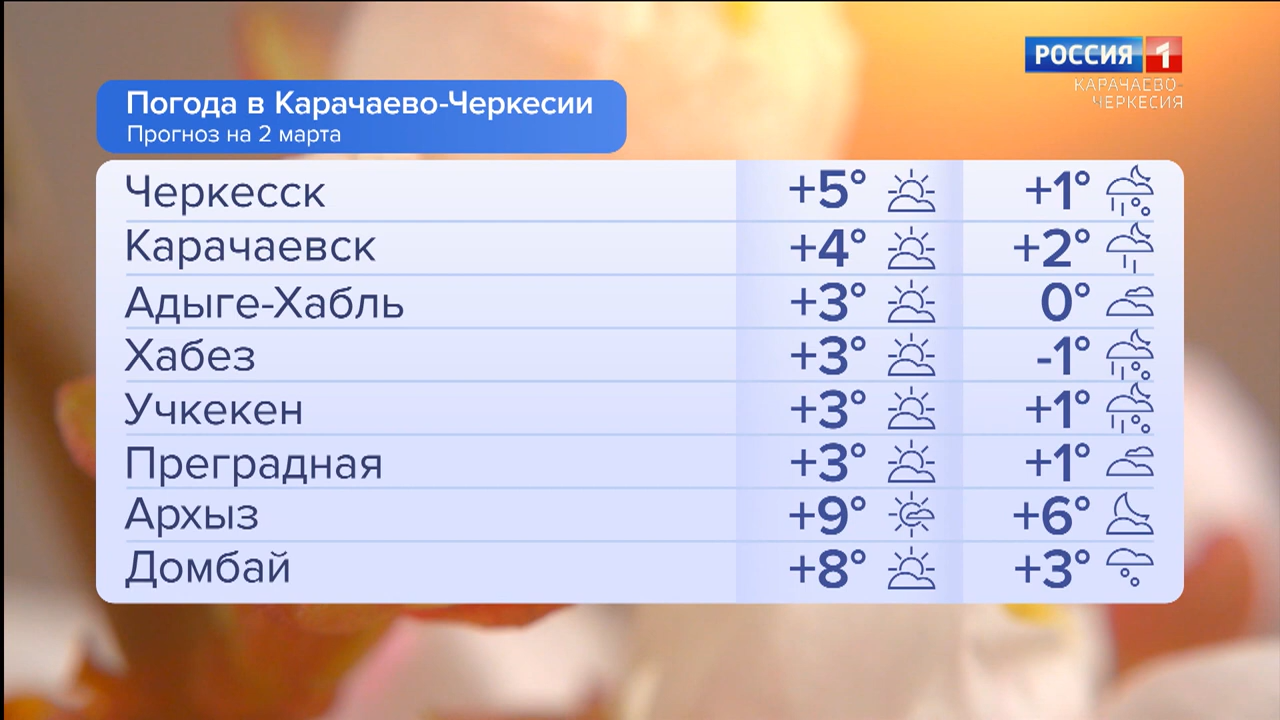 РОССИЯ 1
КАРАЧАЕВО-
ЧЕРКЕСИЯ
Погода в Карачаево-Черкесии
Прогноз на 2 марта
Черкесск +5° +1°
Карачаевск +4° +2°
Адыге-Хабль +3° 0°
Хабез +3° -1°
Учкекен +3° +1°
Преградная +3° +1°
Архыз +9° +6°
Домбай +8° +3°